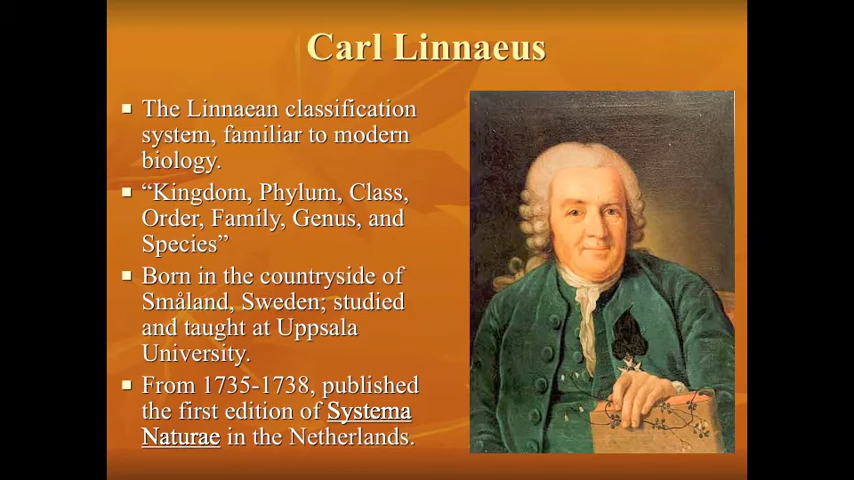 Carl Linnaeus
The Linnaean classification
system, familiar to modern
biology.
“Kingdom, Phylum, Class,
Order, Family, Genus, and
Species”
Born in the countryside of
Småland, Sweden; studied
and taught at Uppsala
University.
From 1735-1738, published
the first edition of Systema
Naturae in the Netherlands.